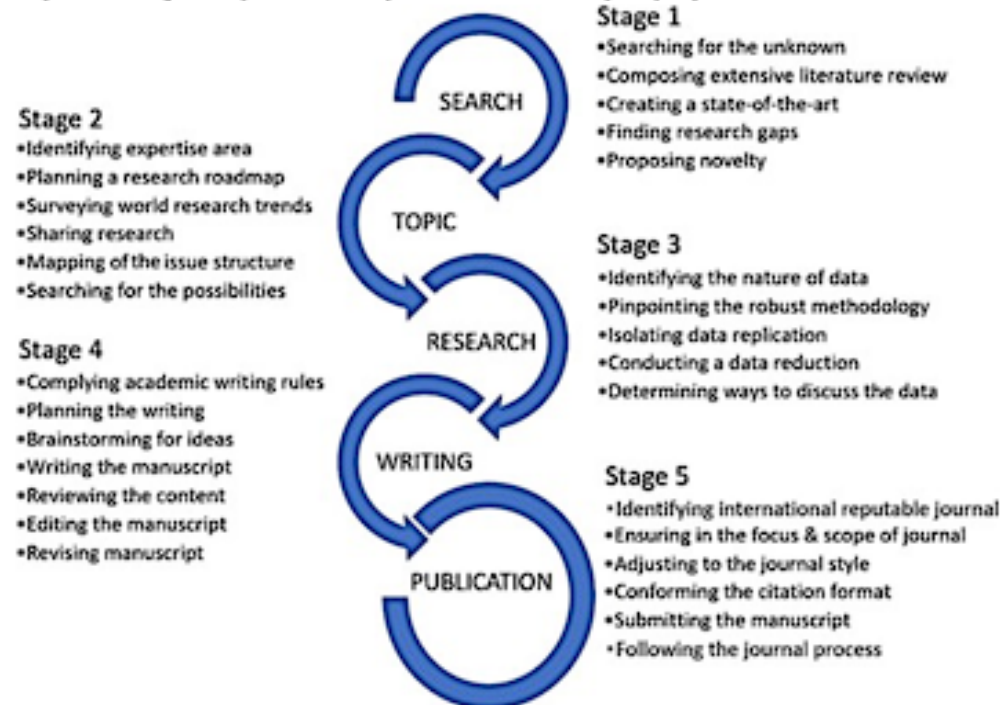 Stage 1
•Searching for the unknown
•Composing extensive literature review
•Creating a state-of-the-art
•Finding research gaps
•Proposing novelty
SEARCH
Stage 2
•Identifying expertise area
•Planning a research roadmap
•Surveying world research trends
•Sharing research
•Mapping of the issue structure
•Searching for the possibilities
TOPIC
Stage 3
•Identifying the nature of data
•Pinpointing the robust methodology
•Isolating data replication
•Conducting a data reduction
•Determining ways to discuss the data
RESEARCH
Stage 4
•Complying academic writing rules
•Planning the writing
•Brainstorming for ideas
•Writing the manuscript
•Reviewing the content
•Editing the manuscript
•Revising manuscript
WRITING
Stage 5
•Identifying international reputable journal
•Ensuring in the focus & scope of journal
•Adjusting to the journal style
•Conforming the citation format
•Submitting the manuscript
•Following the journal process
PUBLICATION